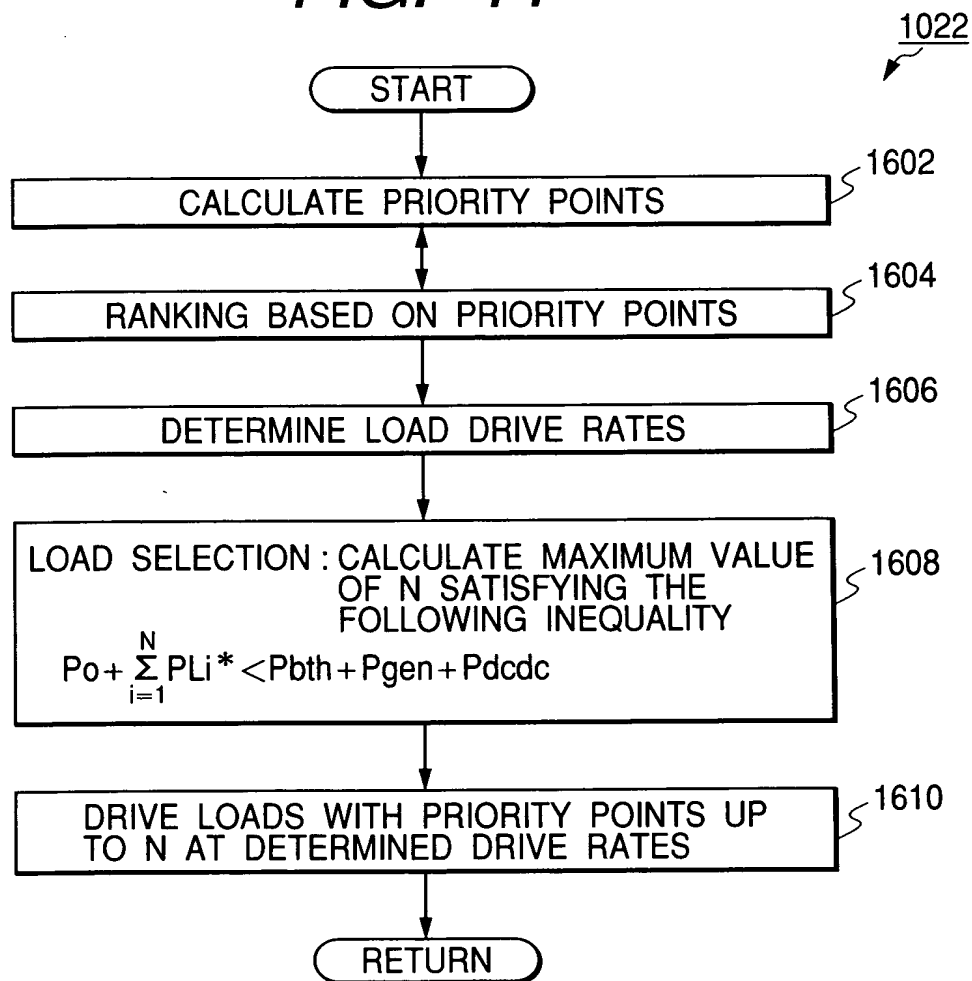 1022
START
1602
CALCULATE PRIORITY POINTS
1604
RANKING BASED ON PRIORITY POINTS
1606
DETERMINE LOAD DRIVE RATES
1608
LOAD SELECTION : CALCULATE MAXIMUM VALUE
OF N SATISFYING THE
FOLLOWING INEQUALITY
Po + N Σ i=1 PLi* < Pbth + Pgen + Pdcdc
1610
DRIVE LOADS WITH PRIORITY POINTS UP
TO N AT DETERMINED DRIVE RATES
RETURN